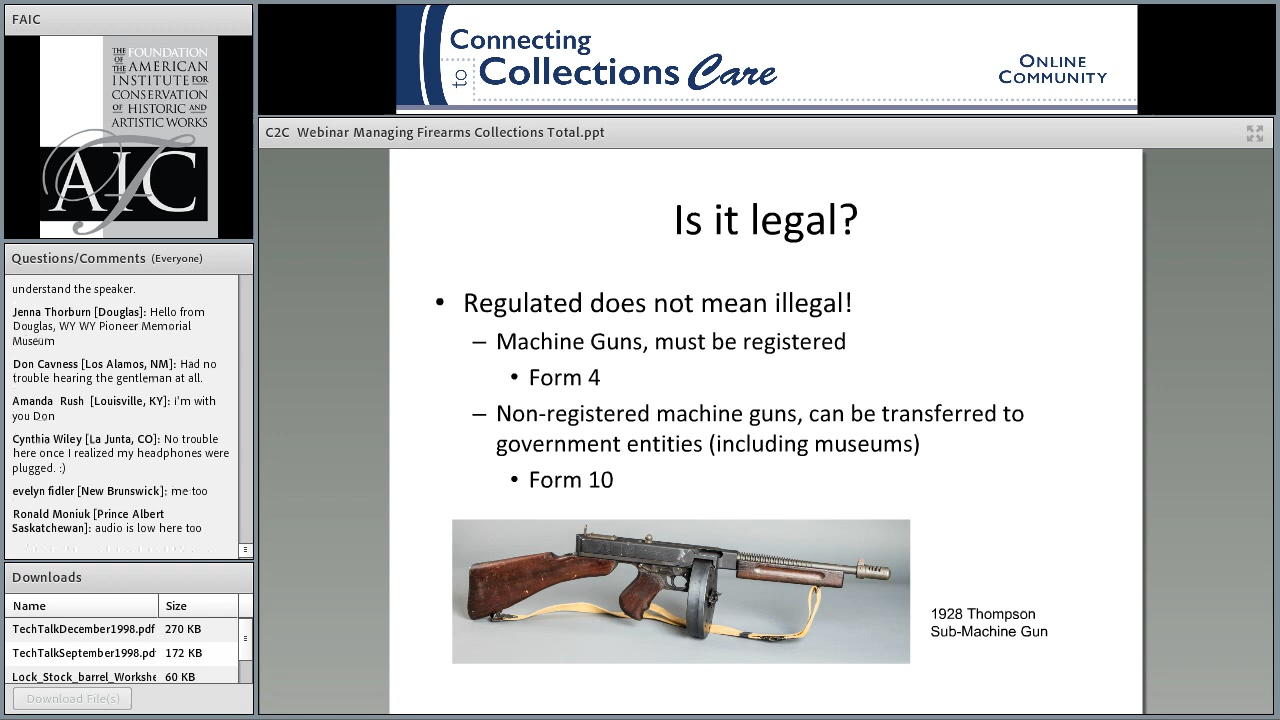 FAIC
THE FOUNDATION
OF THE AMERICAN
INSTITUTE FOR
CONSERVATION
OF HISTORIC AND
ARTISTIC WORKS
AIC
Connecting
to Collections Care
ONLINE
COMMUNITY
C2C Webinar Managing Firearms Collections Total.ppt
Questions/Comments (Everyone)
understand the speaker.
Jenna Thorburn [Douglas]: Hello from
Douglas, WY WY Pioneer Memorial
Museum
Don Cavness [Los Alamos, NM]: Had no
trouble hearing the gentleman at all.
Amanda Rush [Louisville, KY]: i'm with
you Don
Cynthia Wiley [La Junta, CO]: No trouble
here once I realized my headphones were
plugged. :)
evelyn fidler [New Brunswick]: me too
Ronald Moniuk [Prince Albert
Saskatchewan]: audio is low here too
Downloads
Name Size
TechTalkDecember1998.pdf 270 KB
TechTalkSeptember1998.pd 172 KB
Lock_Stock_barrel_Workshe 60 KB
Download File(s)
Is it legal?
• Regulated does not mean illegal!
– Machine Guns, must be registered
• Form 4
– Non-registered machine guns, can be transferred to
government entities (including museums)
• Form 10
1928 Thompson
Sub-Machine Gun